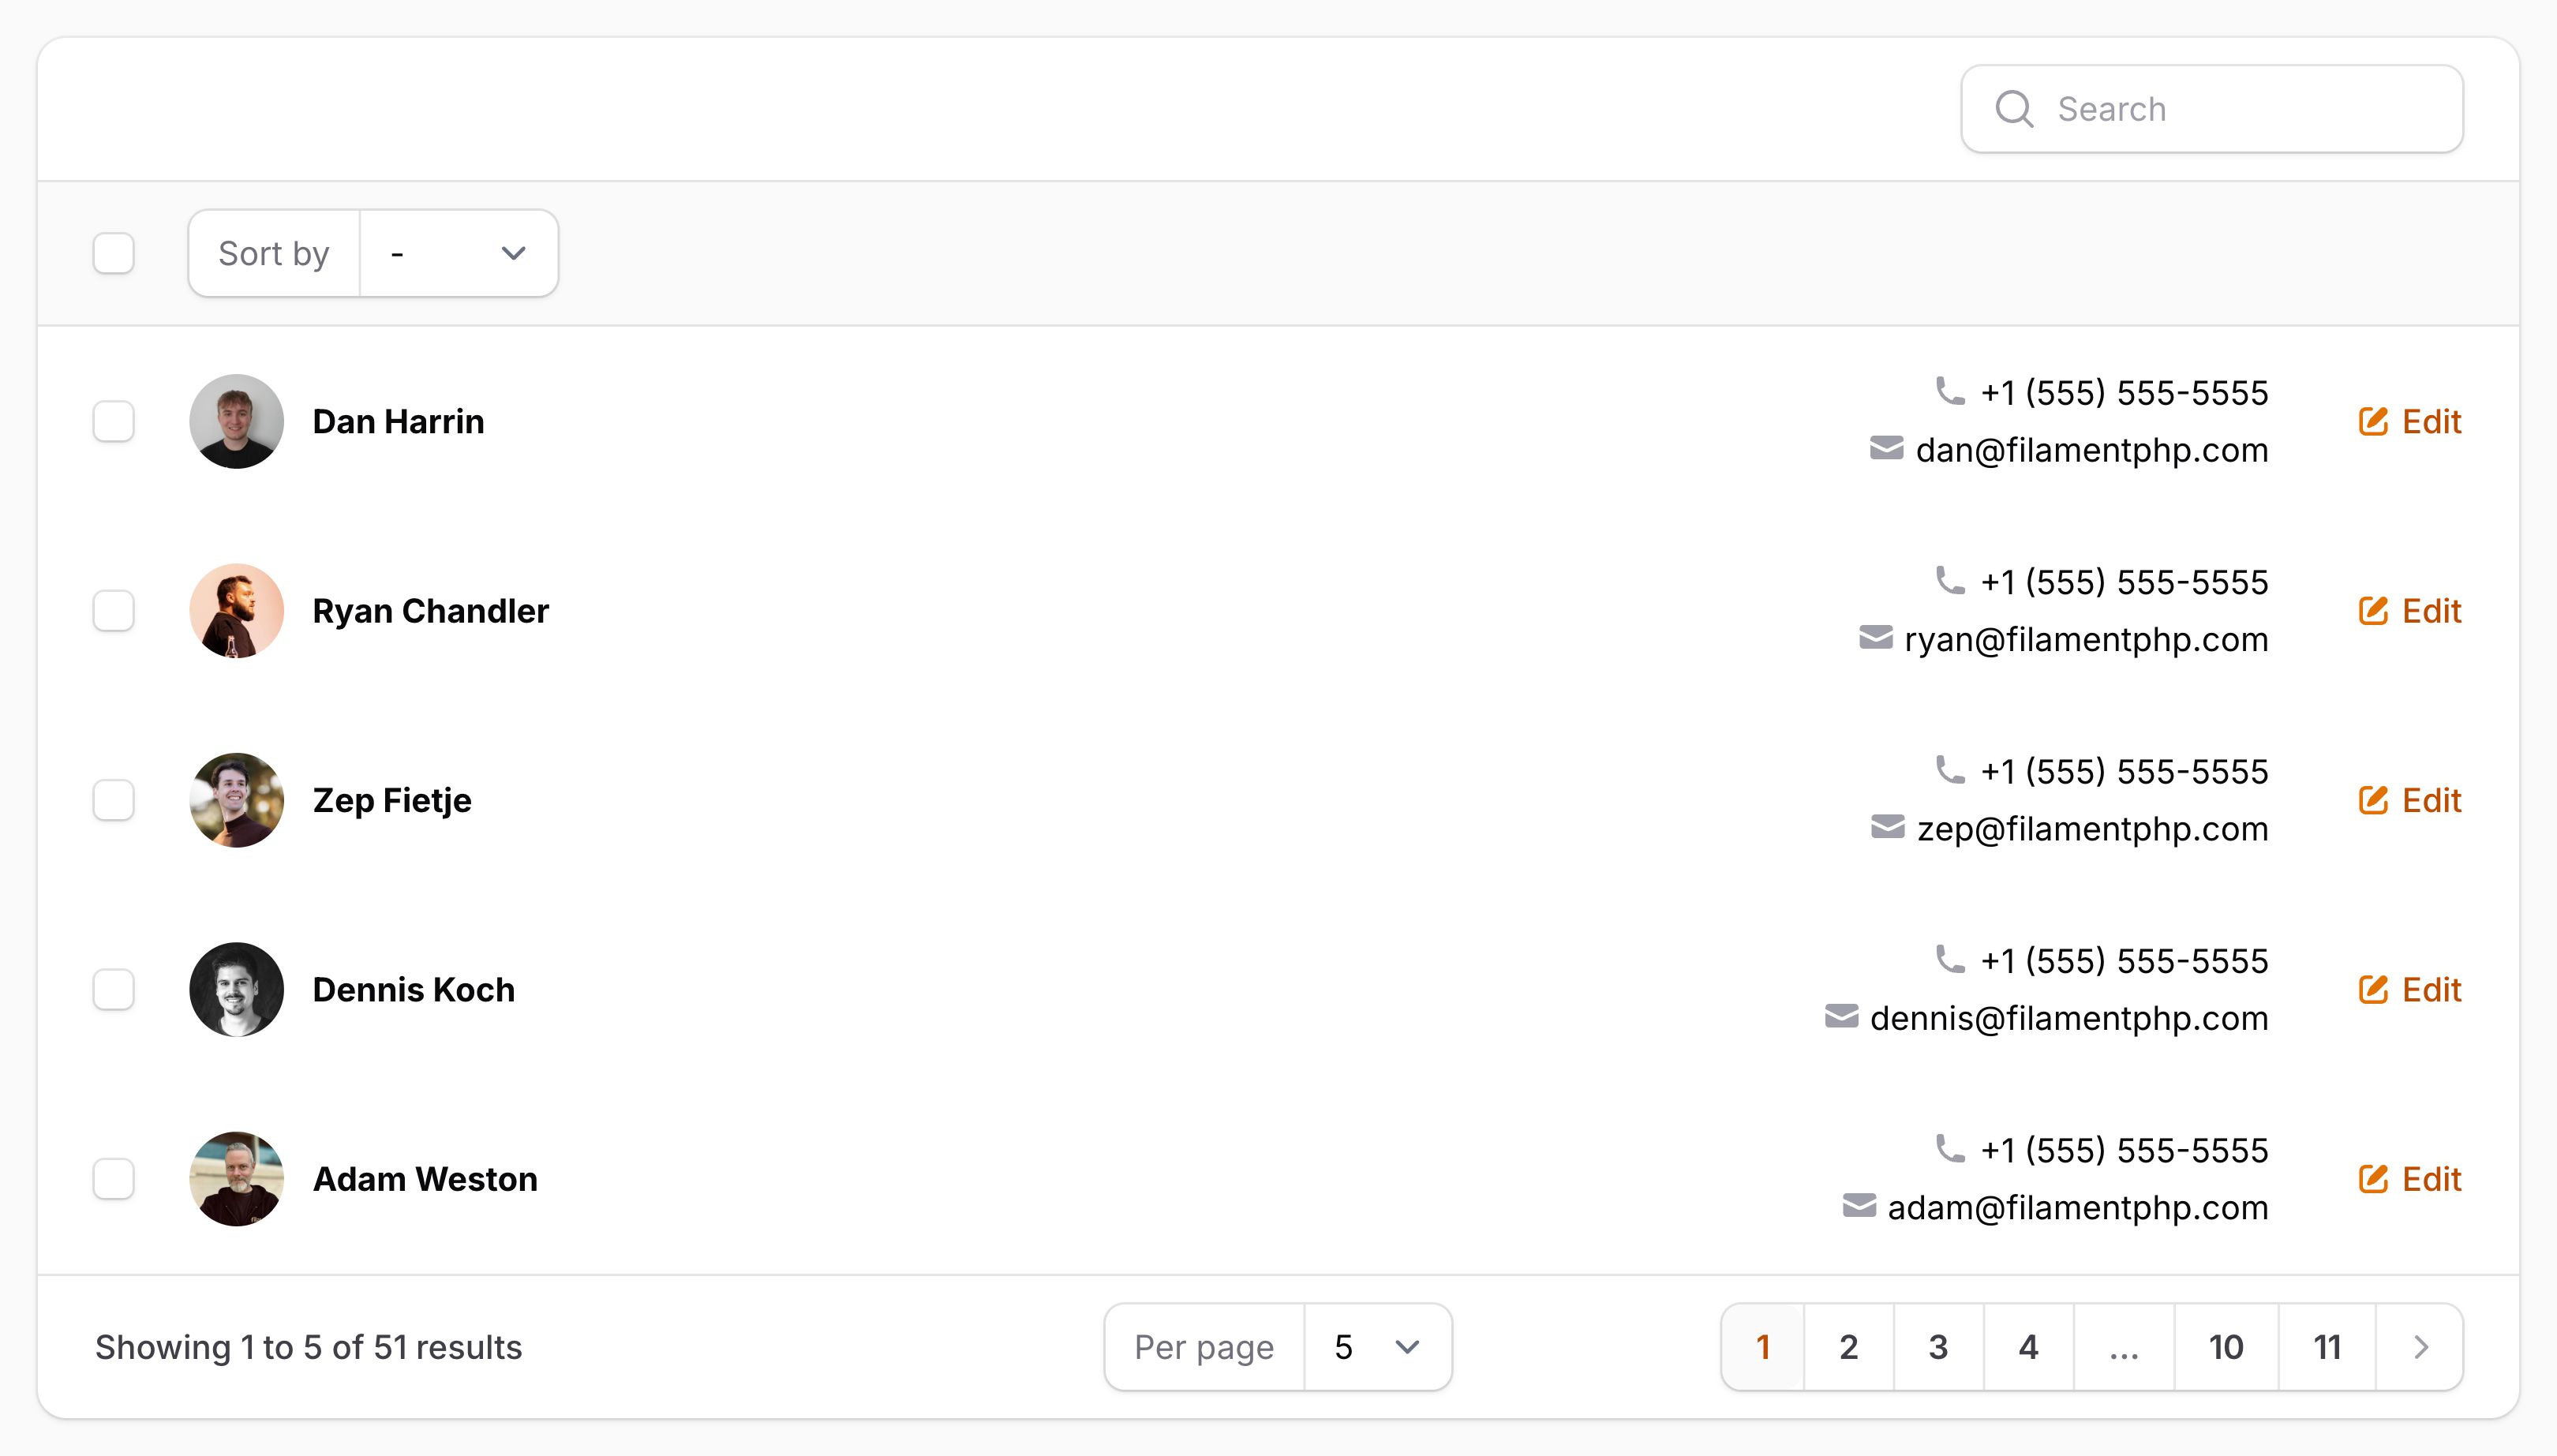 Search
Sort by -
Dan Harrin
+1 (555) 555-5555
dan@filamentphp.com
Edit
Ryan Chandler
+1 (555) 555-5555
ryan@filamentphp.com
Edit
Zep Fietje
+1 (555) 555-5555
zep@filamentphp.com
Edit
Dennis Koch
+1 (555) 555-5555
dennis@filamentphp.com
Edit
Adam Weston
+1 (555) 555-5555
adam@filamentphp.com
Edit
Showing 1 to 5 of 51 results
Per page 5
1 2 3 4 ... 10 11